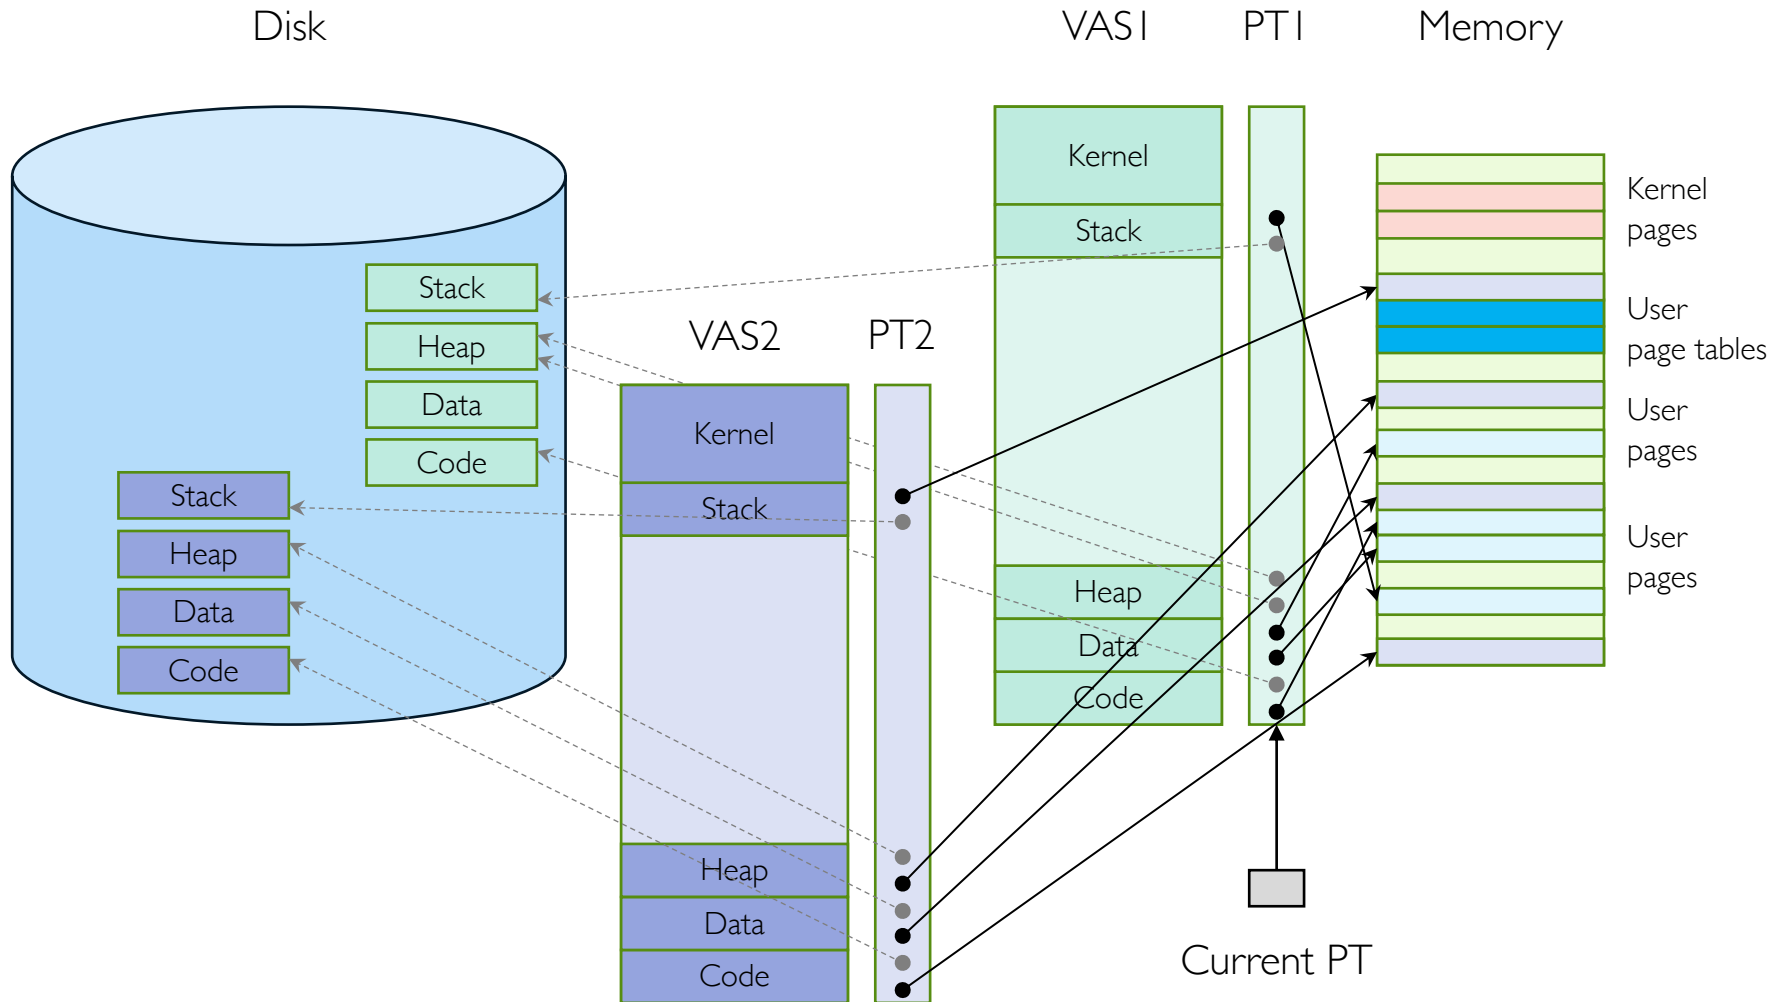 Disk
VAS1
PT1
Memory
Kernel
Stack
Kernel
pages
Stack
Heap
Data
Code
User
page tables
VAS2
PT2
User
pages
Kernel
Stack
Stack
Heap
Data
Code
User
pages
Heap
Data
Code
Heap
Data
Code
Current PT